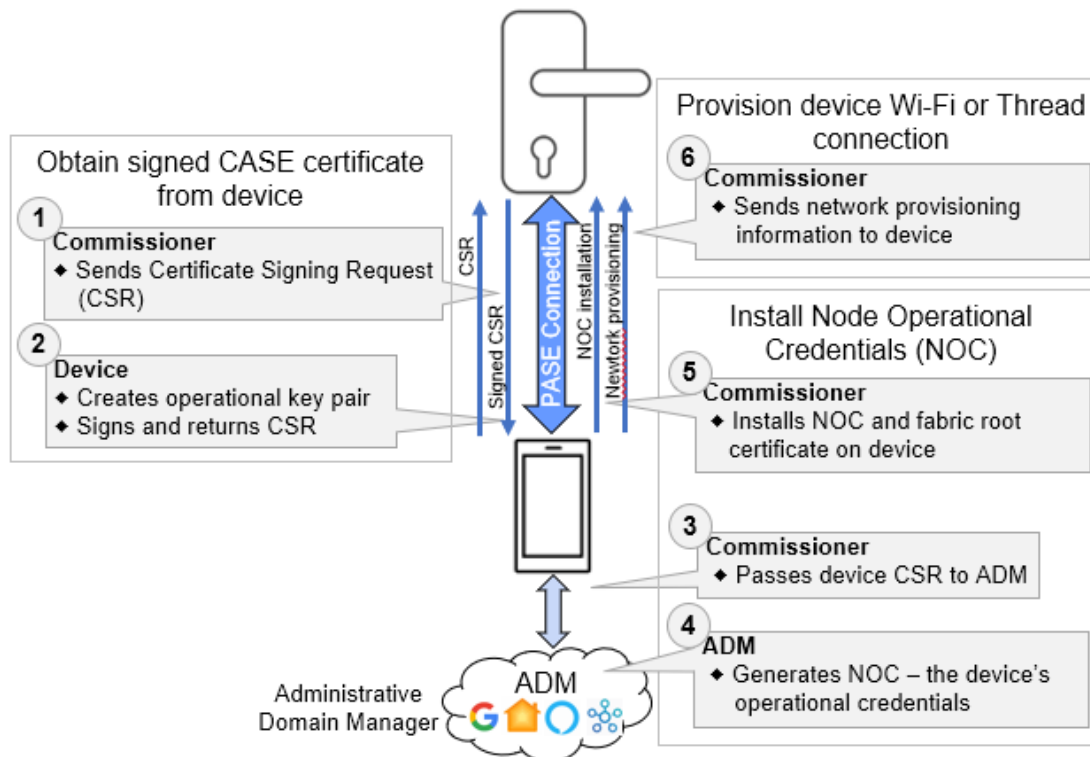 Obtain signed CASE certificate
from device
1
Commissioner
◆ Sends Certificate Signing Request
(CSR)
2
Device
◆ Creates operational key pair
◆ Signs and returns CSR
CSR
Signed CSR
PASE Connection
NOC installation
Newtork provisioning
Provision device Wi-Fi or Thread
connection
6
Commissioner
◆ Sends network provisioning
information to device
Install Node Operational
Credentials (NOC)
5
Commissioner
◆ Installs NOC and fabric root
certificate on device
3
Commissioner
◆ Passes device CSR to ADM
4
ADM
◆ Generates NOC – the device's
operational credentials
Administrative
Domain Manager
ADM